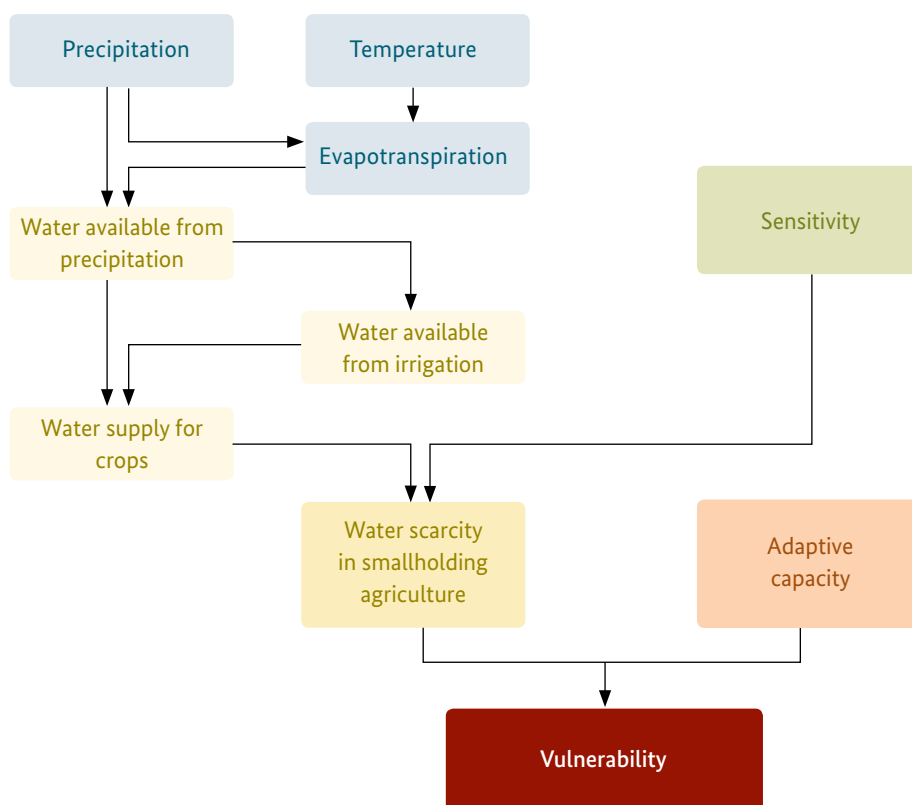 Precipitation
Temperature
Evapotranspiration
Water available from
precipitation
Sensitivity
Water available
from irrigation
Water supply for
crops
Water scarcity
in smallholding
agriculture
Adaptive
capacity
Vulnerability